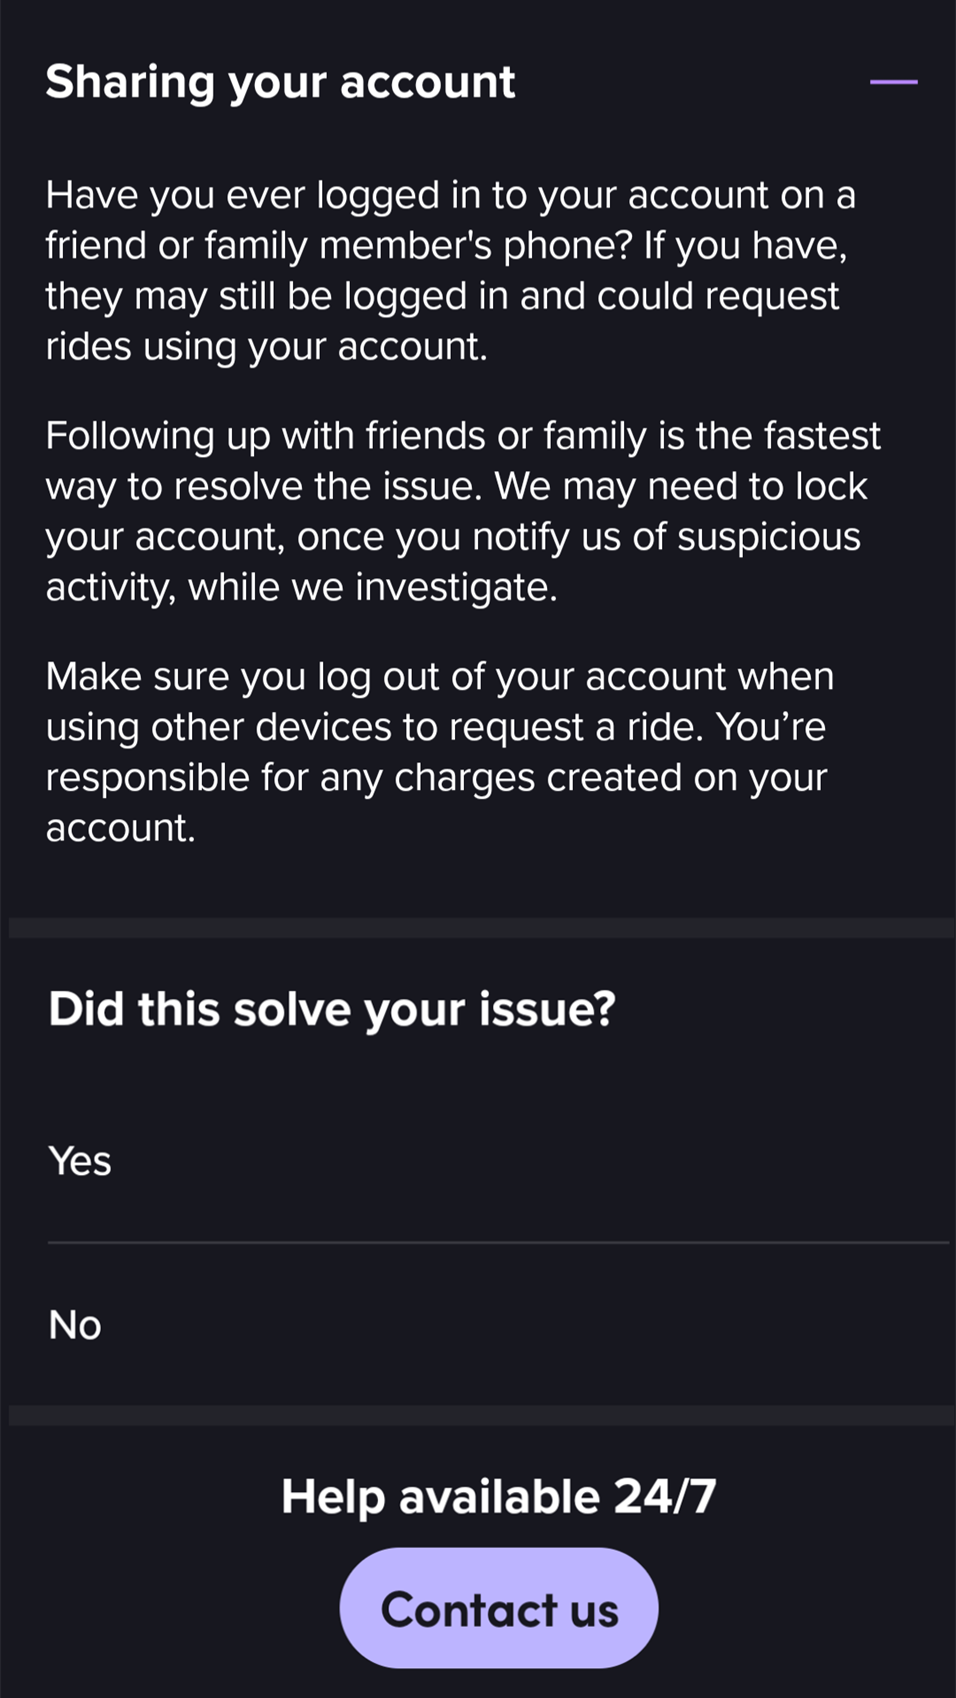 Sharing your account
Have you ever logged in to your account on a
friend or family member's phone? If you have,
they may still be logged in and could request
rides using your account.
Following up with friends or family is the fastest
way to resolve the issue. We may need to lock
your account, once you notify us of suspicious
activity, while we investigate.
Make sure you log out of your account when
using other devices to request a ride. You’re
responsible for any charges created on your
account.
Did this solve your issue?
Yes
No
Help available 24/7
Contact us